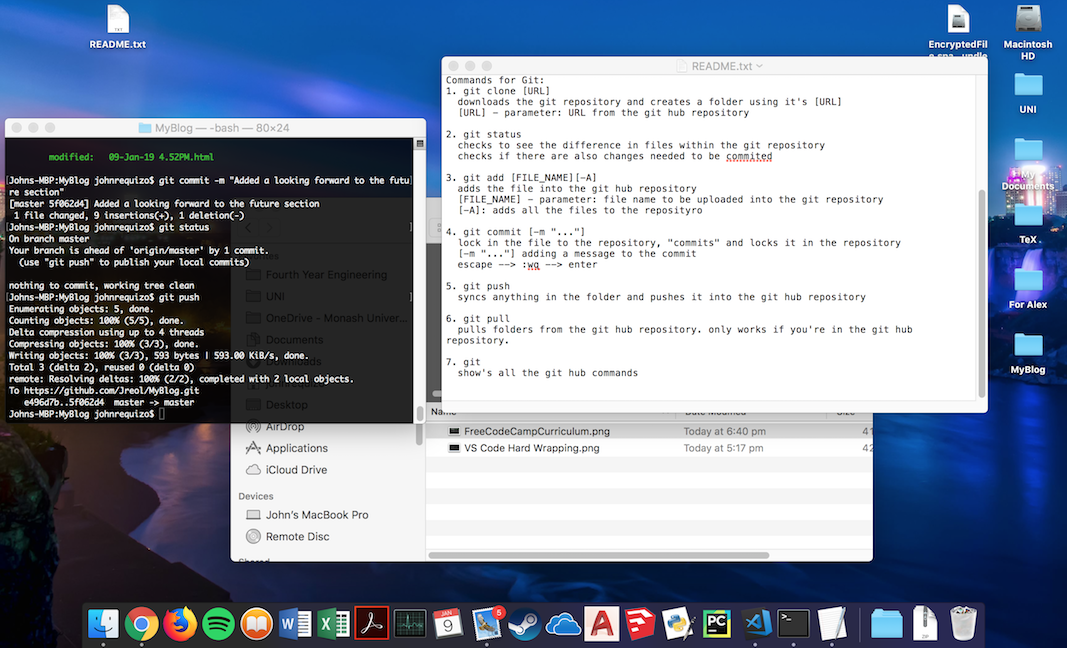 README.txt
EncryptedFil
Macintosh
HD
UNI
My
Documents
TeX
For Alex
MyBlog
MyBlog — -bash — 80×24
modified:   09-Jan-19 4.52PM.html
[Johns-MBP:MyBlog johnrequizo$ git commit -m "Added a looking forward to the futu]
re section"
[master 5f062d4] Added a looking forward to the future section
1 file changed, 9 insertions(+), 1 deletion(-)
[Johns-MBP:MyBlog johnrequizo$ git status ]
On branch master
Your branch is ahead of 'origin/master' by 1 commit.
(use "git push" to publish your local commits)
nothing to commit, working tree clean
[Johns-MBP:MyBlog johnrequizo$ git push ]
Enumerating objects: 5, done.
Counting objects: 100% (5/5), done.
Delta compression using up to 4 threads
Compressing objects: 100% (3/3), done.
Writing objects: 100% (3/3), 593 bytes | 593.00 KiB/s, done.
Total 3 (delta 2), reused 0 (delta 0)
remote: Resolving deltas: 100% (2/2), completed with 2 local objects.
To https://github.com/Jreol/MyBlog.git
e496d7b..5f062d4  master -> master
Johns-MBP:MyBlog johnrequizo$
README.txt
Commands for Git:
1. git clone [URL]
downloads the git repository and creates a folder using it's [URL]
[URL] - parameter: URL from the git hub repository
2. git status
checks to see the difference in files within the git repository
checks if there are also changes needed to be commited
3. git add [FILE_NAME][-A]
adds the file into the git hub repository
[FILE_NAME] - parameter: file name to be uploaded into the git repository
[-A]: adds all the files to the reposityro
4. git commit [-m "..."]
lock in the file to the repository, "commits" and locks it in the repository
[-m "..."] adding a message to the commit
escape --> :wq --> enter
5. git push
syncs anything in the folder and pushes it into the git hub repository
6. git pull
pulls folders from the git hub repository. only works if you're in the git hub
repository.
7. git
show's all the git hub commands
Fourth Year Engineering
UNI
OneDrive - Monash Univer...
Documents
Downloads
Desktop
AirDrop
Applications
iCloud Drive
Devices
John's MacBook Pro
Remote Disc
Shared
Name Date Modified Size
FreeCodeCampCurriculum.png Today at 6:40 pm 41
VS Code Hard Wrapping.png Today at 5:17 pm 42
JAN
9
5
PC
ZIP